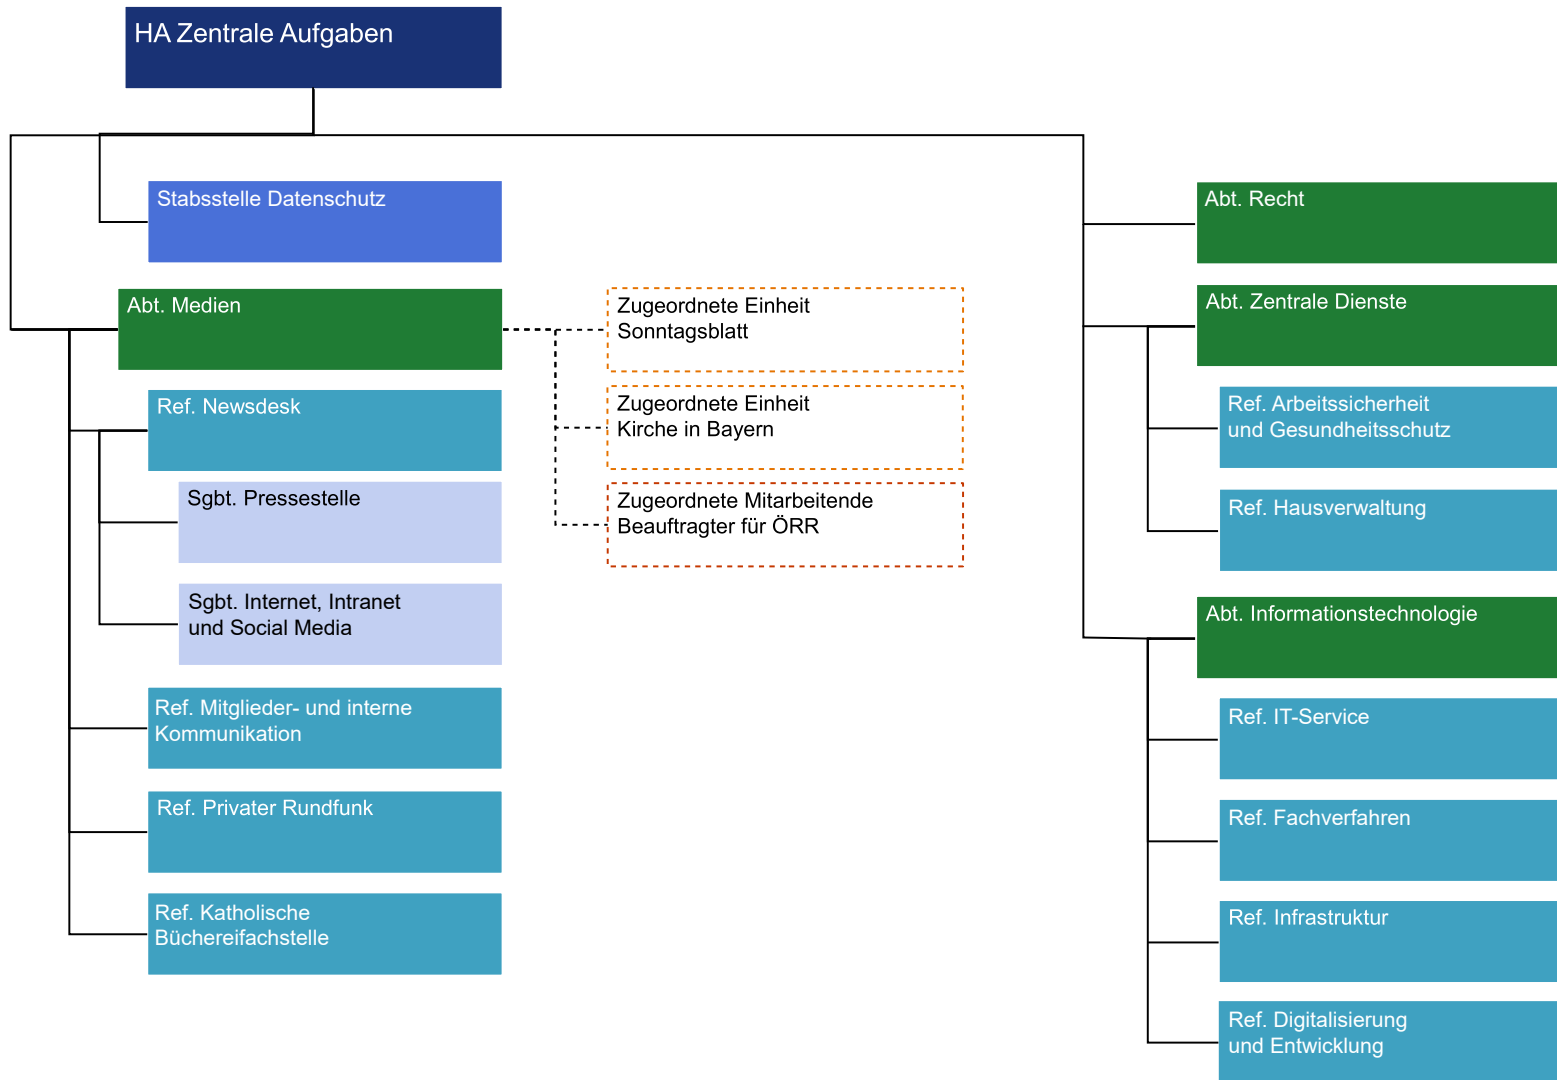 HA Zentrale Aufgaben
Stabsstelle Datenschutz
Abt. Medien
Ref. Newsdesk
Sgbt. Pressestelle
Sgbt. Internet, Intranet
und Social Media
Ref. Mitglieder- und interne
Kommunikation
Ref. Privater Rundfunk
Ref. Katholische
Büchereifachstelle
Zugeordnete Einheit
Sonntagsblatt
Zugeordnete Einheit
Kirche in Bayern
Zugeordnete Mitarbeitende
Beauftragter für ÖRR
Abt. Recht
Abt. Zentrale Dienste
Ref. Arbeitssicherheit
und Gesundheitsschutz
Ref. Hausverwaltung
Abt. Informationstechnologie
Ref. IT-Service
Ref. Fachverfahren
Ref. Infrastruktur
Ref. Digitalisierung
und Entwicklung